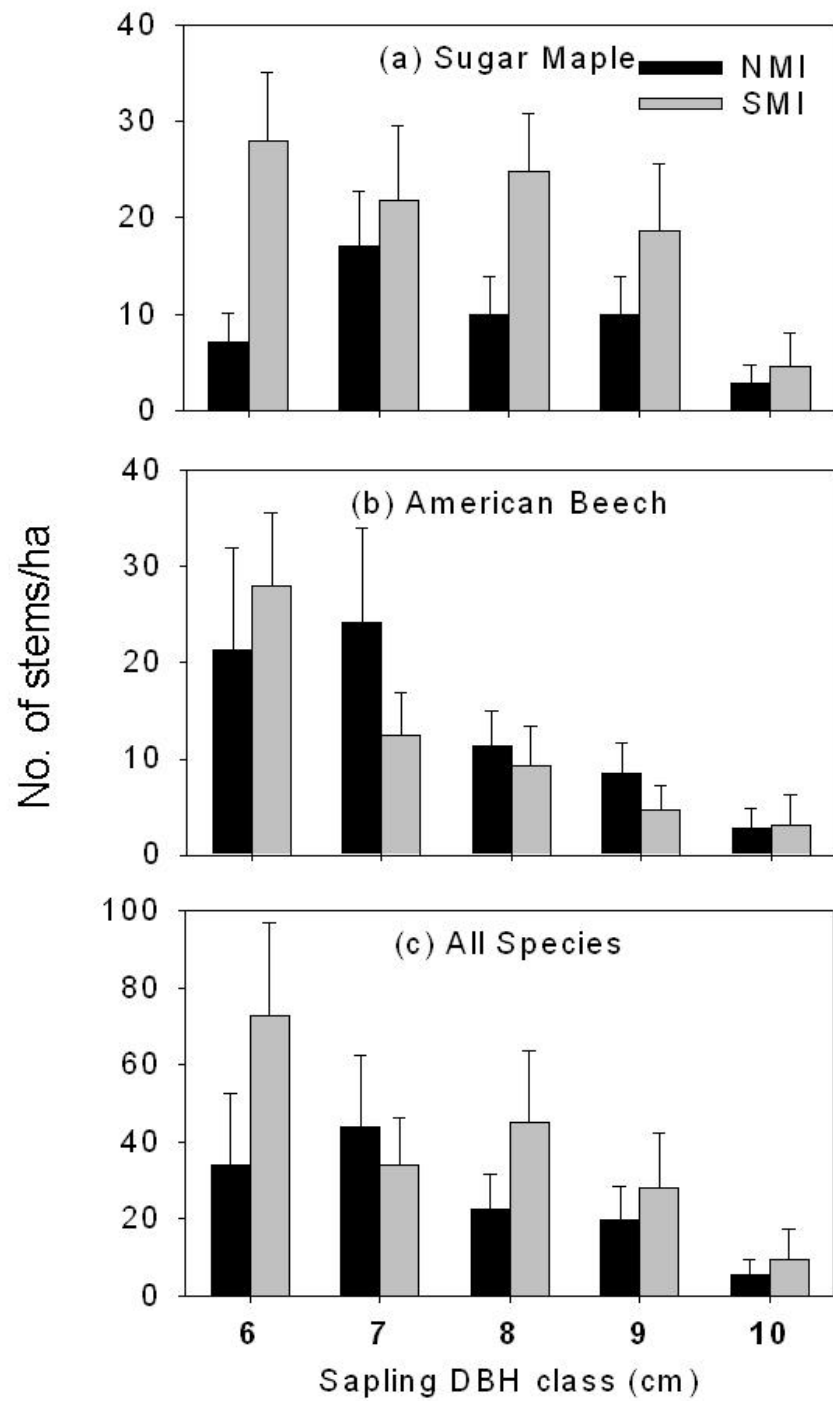 40
(a) Sugar Maple
NMI
SMI
30
20
10
0
40
(b) American Beech
30
20
10
0
No. of stems/ha
100
(c) All Species
80
60
40
20
0
6 7 8 9 10
Sapling DBH class (cm)